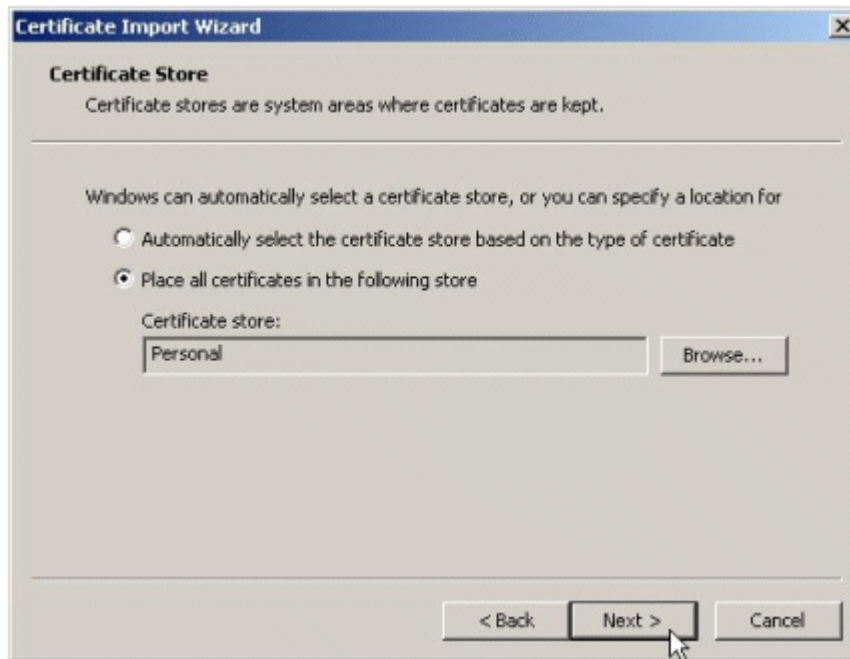 Certificate Import Wizard
Certificate Store
Certificate stores are system areas where certificates are kept.
Windows can automatically select a certificate store, or you can specify a location for
Automatically select the certificate store based on the type of certificate
Place all certificates in the following store
Certificate store:
Personal
Browse...
< Back
Next >
Cancel